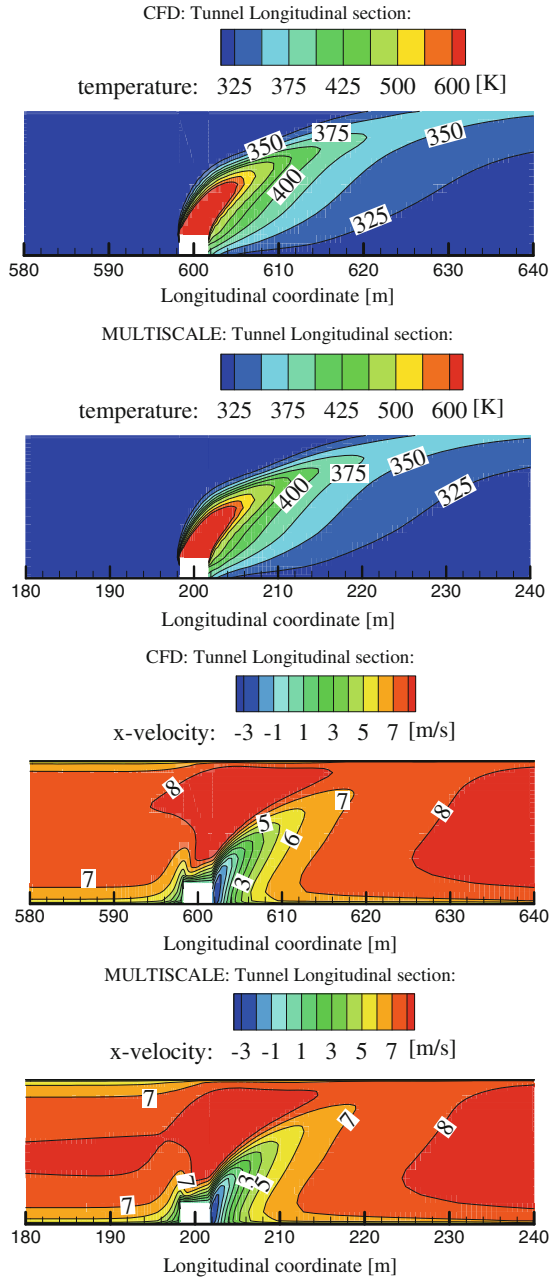 CFD: Tunnel Longitudinal section:
temperature: 325 375 425 500 600 [K]
350 375 350 400 325
580 590 600 610 620 630 640
Longitudinal coordinate [m]
MULTISCALE: Tunnel Longitudinal section:
temperature: 325 375 425 500 600 [K]
400 375 350 325
180 190 200 210 220 230 240
Longitudinal coordinate [m]
CFD: Tunnel Longitudinal section:
x-velocity: -3 -1 1 3 5 7 [m/s]
7 8 5 3 6 7 8
580 590 600 610 620 630 640
Longitudinal coordinate [m]
MULTISCALE: Tunnel Longitudinal section:
x-velocity: -3 -1 1 3 5 7 [m/s]
7 7 7 3 5 7 8
180 190 200 210 220 230 240
Longitudinal coordinate [m]